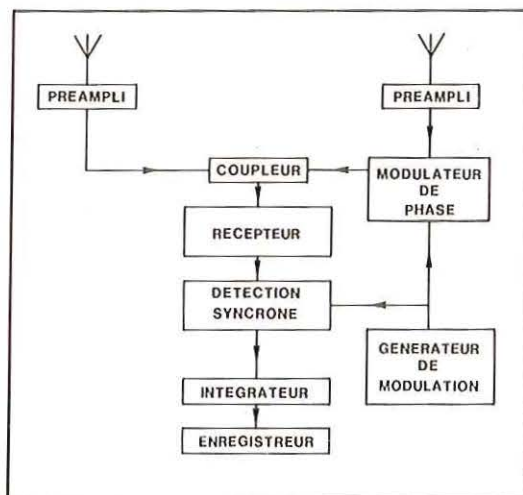 PREAMPLI
PREAMPLI
COUPLEUR
MODULATEUR
DE
PHASE
RECEPTEUR
DETECTION
SYNCRONE
GENERATEUR
DE
MODULATION
INTEGRATEUR
ENREGISTREUR